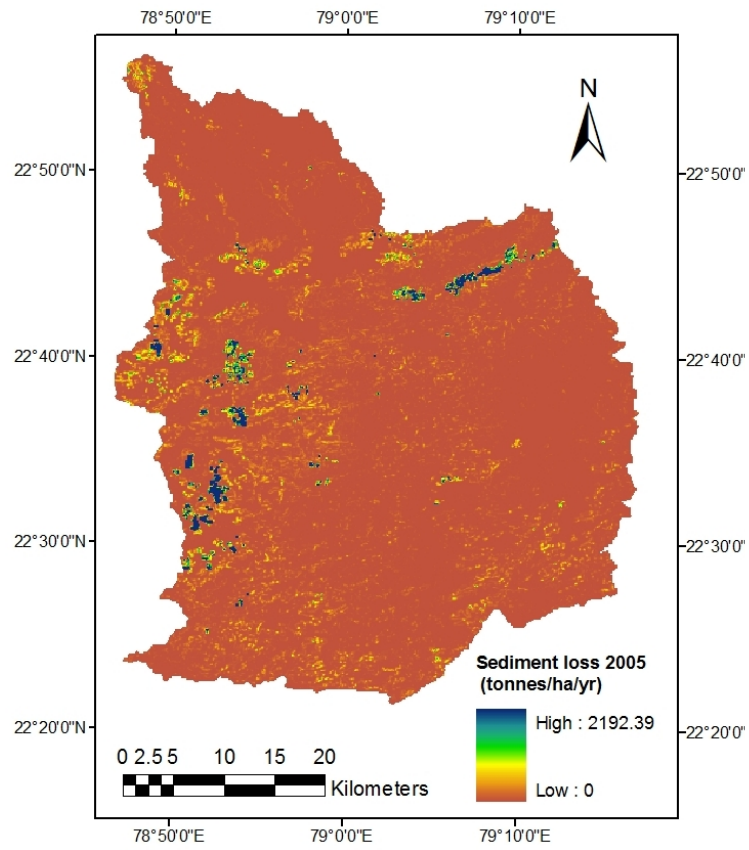 78°50'0"E 79°0'0"E 79°10'0"E
N
22°50'0"N 22°50'0"
22°40'0"N 22°40'0"
22°30'0"N 22°30'0"
Sediment loss 2005
(tonnes/ha/yr)
High : 2192.39
22°20'0"N 22°20'0"
0 2.5 5 10 15 20
Kilometers
Low : 0
78°50'0"E 79°0'0"E 79°10'0"E